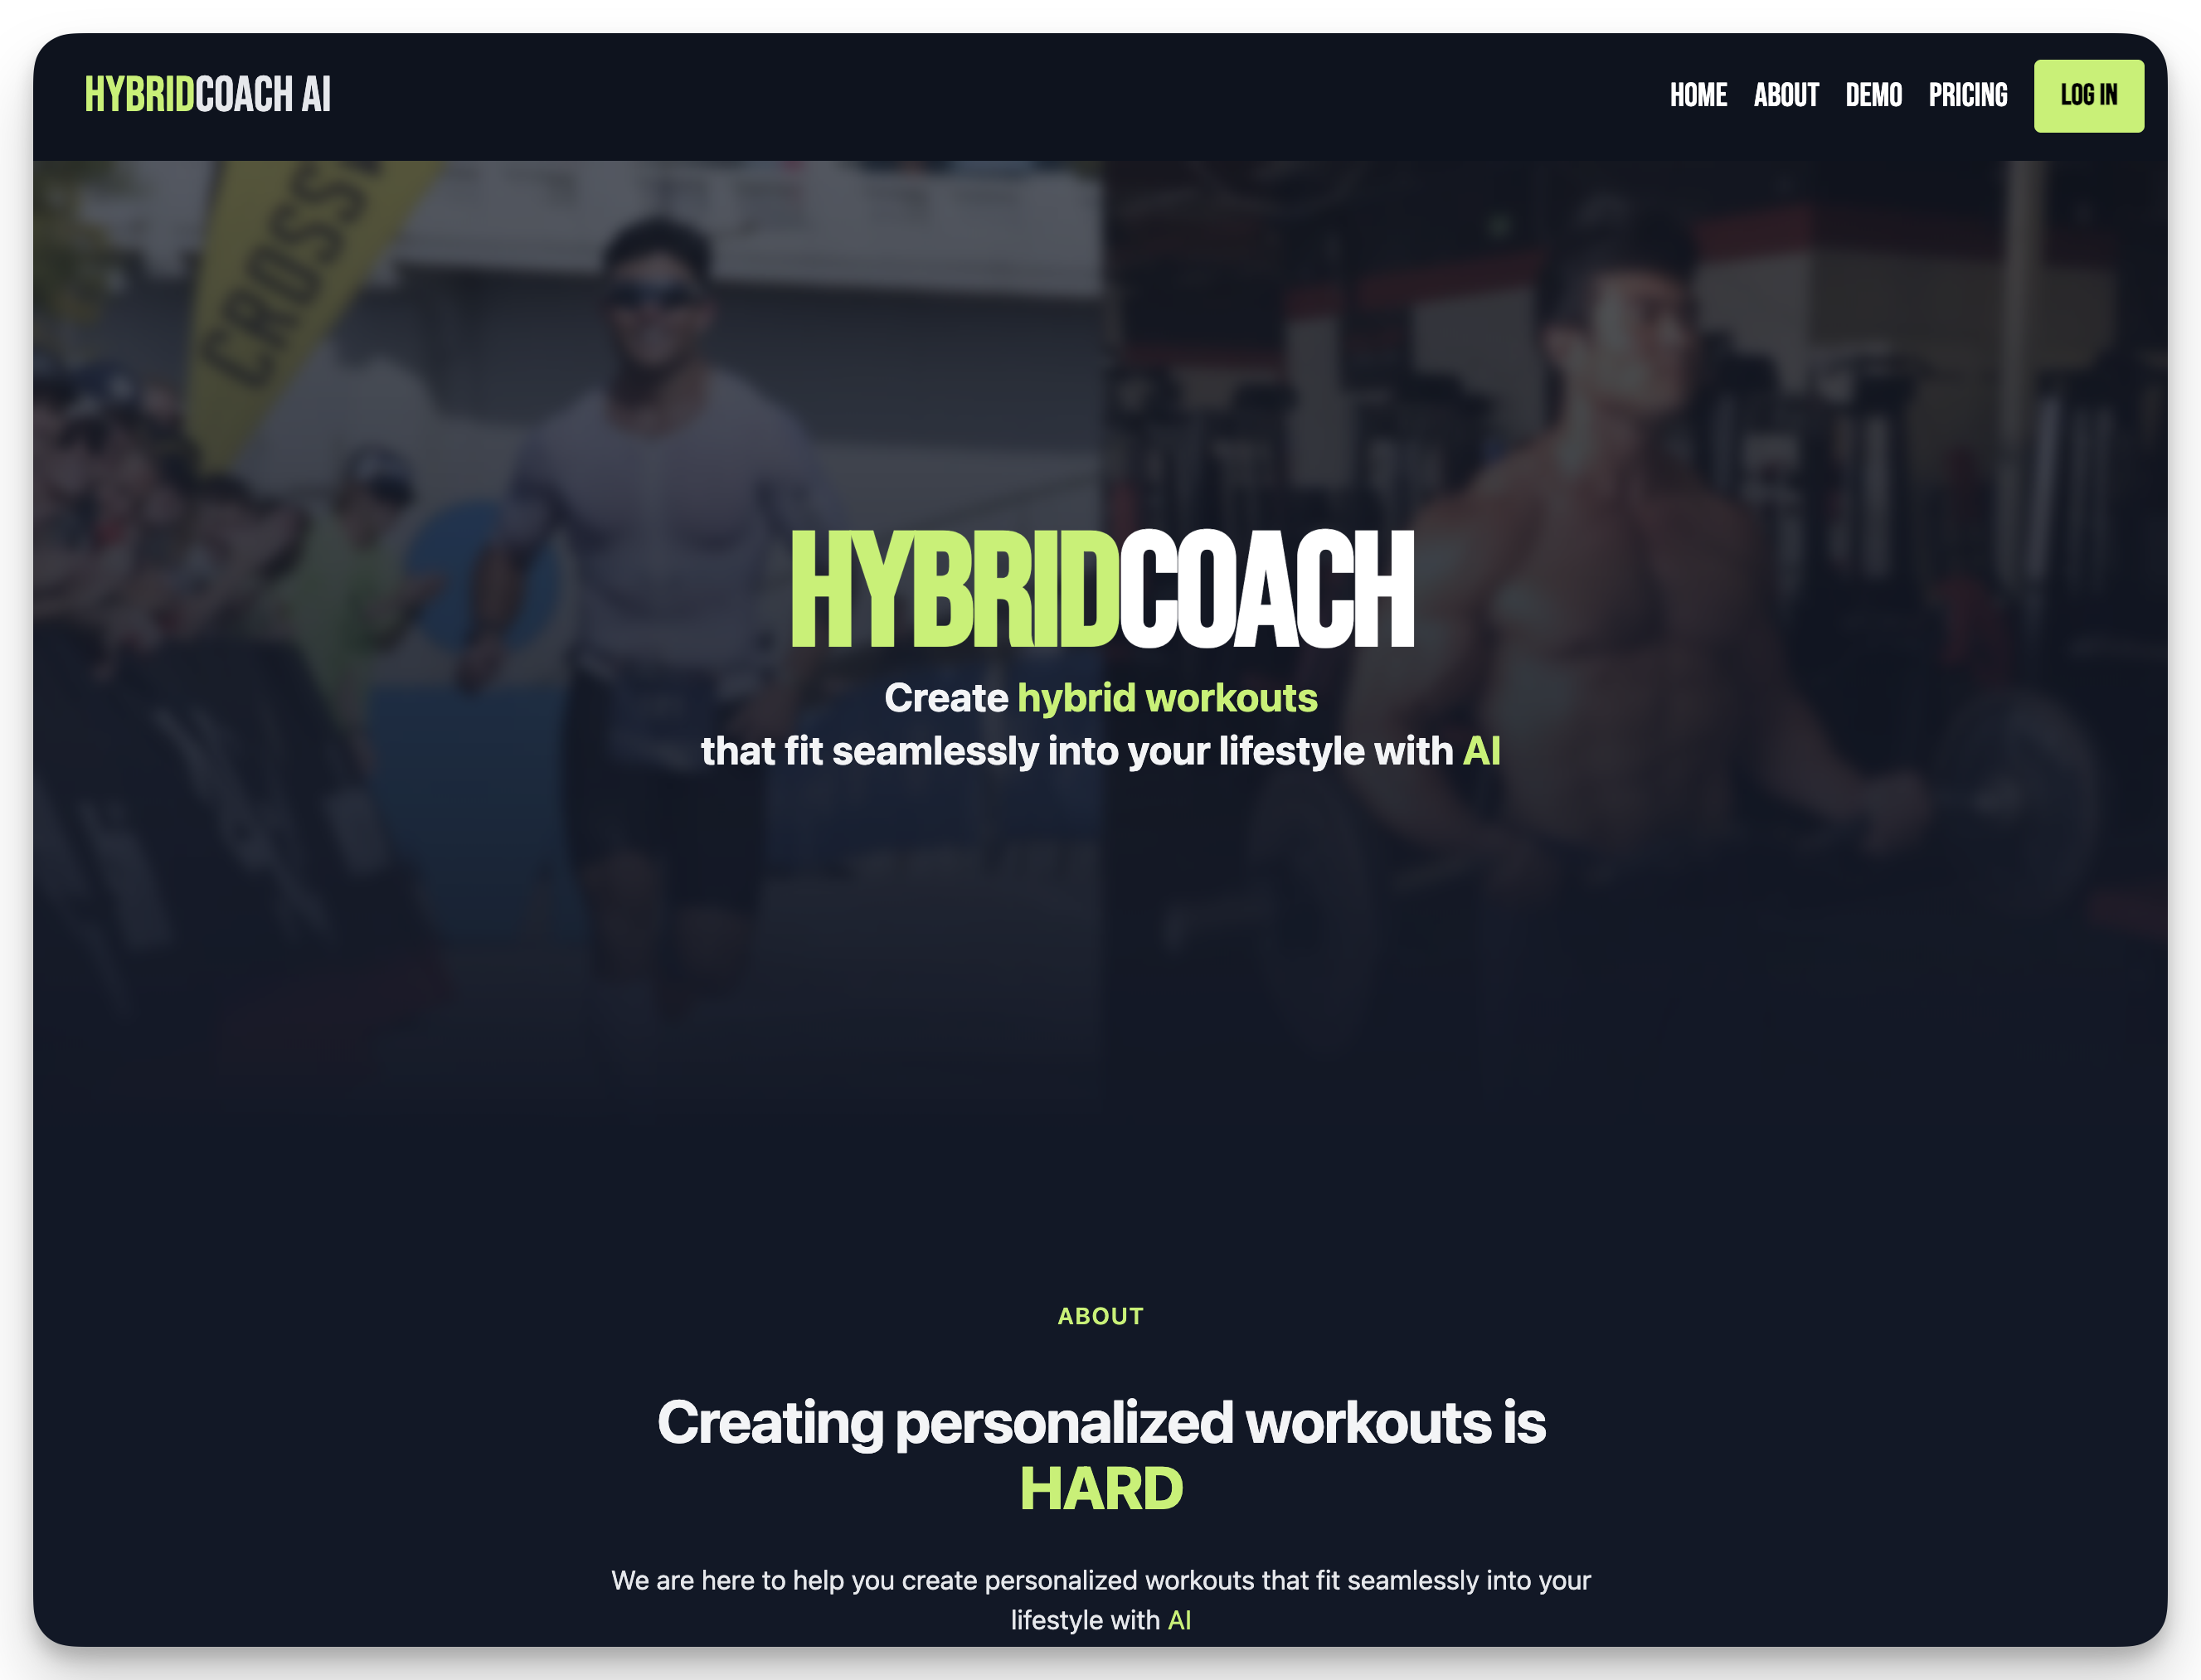 HYBRIDCOACH AI
HOME ABOUT DEMO PRICING LOG IN
HYBRIDCOACH
Create hybrid workouts
that fit seamlessly into your lifestyle with AI
ABOUT
Creating personalized workouts is
HARD
We are here to help you create personalized workouts that fit seamlessly into your
lifestyle with AI